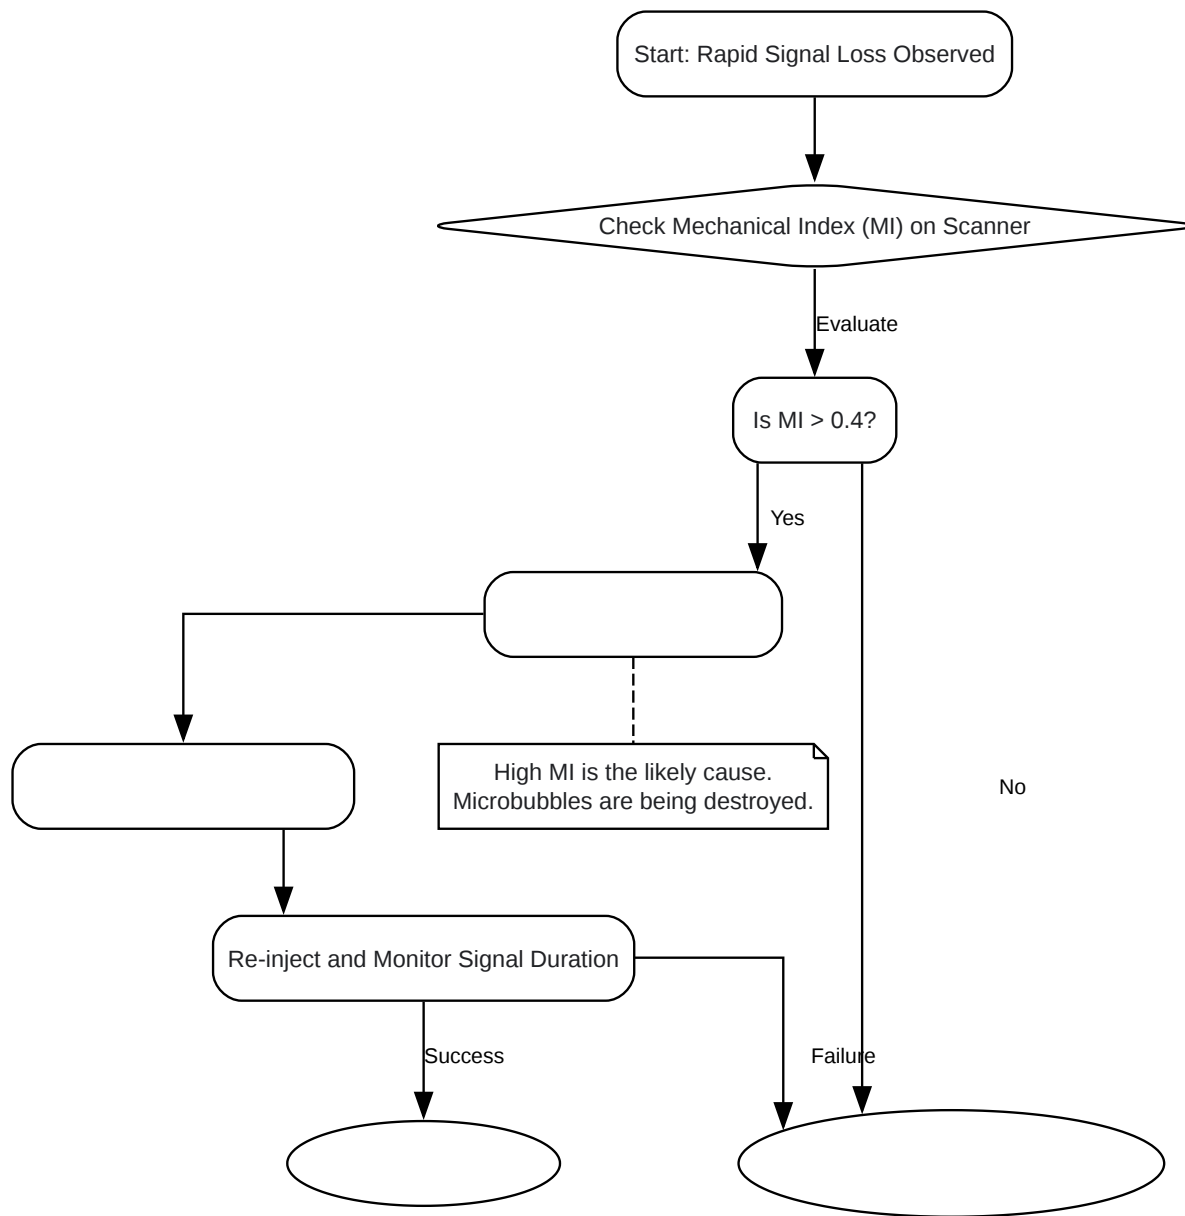 Start: Rapid Signal Loss Observed
Check Mechanical Index (MI) on Scanner
Evaluate
Is MI > 0.4?
Yes
High MI is the likely cause.
Microbubbles are being destroyed.
No
Re-inject and Monitor Signal Duration
Success
Failure